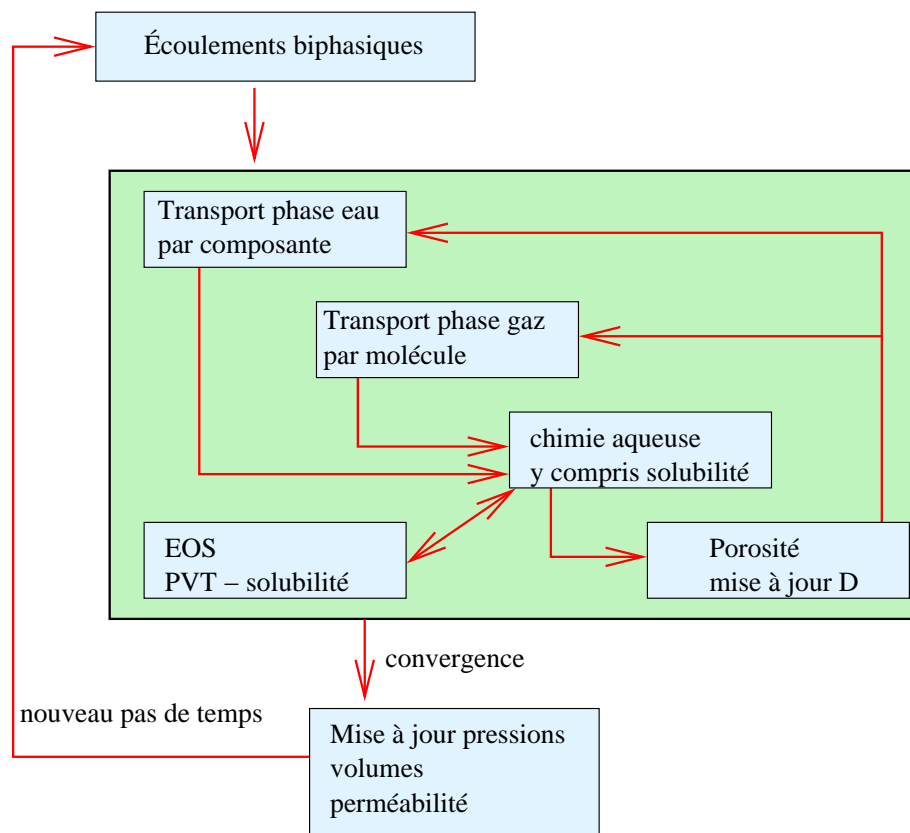 Écoulements biphasiques
Transport phase eau
par composante
Transport phase gaz
par molécule
chimie aqueuse
y compris solubilité
EOS
PVT – solubilité
Porosité
mise à jour D
convergence
nouveau pas de temps
Mise à jour pressions
volumes
perméabilité